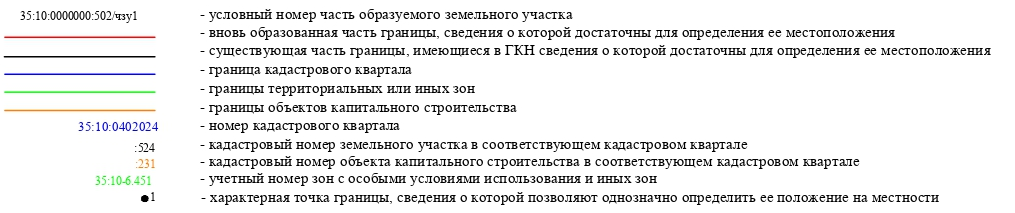 35:10:0000000:502/чзу1 - условный номер часть образуемого земельного участка
- вновь образованная часть границы, сведения о которой достаточны для определения ее местоположения
- существующая часть границы, имеющиеся в ГКН сведения о которой достаточны для определения ее местоположения
- граница кадастрового квартала
- границы территориальных или иных зон
- границы объектов капитального строительства
35:10:0402024 - номер кадастрового квартала
:524 - кадастровый номер земельного участка в соответствующем кадастровом квартале
:231 - кадастровый номер объекта капитального строительства в соответствующем кадастровом квартале
35:10-6.451 - учетный номер зон с особыми условиями использования и иных зон
1 - характерная точка границы, сведения о которой позволяют однозначно определить ее положение на местности